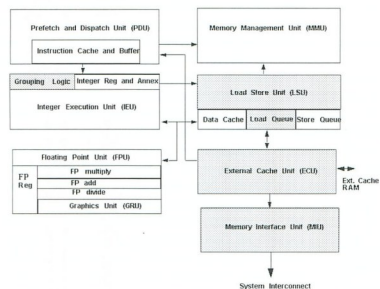 Prefetch and Dispatch Unit (PDU)
Instruction Cache and Buffer
Memory Management Unit (MMU)
Grouping Logic
Integer Reg and Annex
Integer Execution Unit (IEU)
Load Store Unit (LSU)
Data Cache
Load Queue
Store Queue
Floating Point Unit (FPU)
FP
Reg
FP multiply
FP add
FP divide
Graphics Unit (GRU)
External Cache Unit (ECU)
Ext. Cache
RAM
Memory Interface Unit (MIU)
System Interconnect